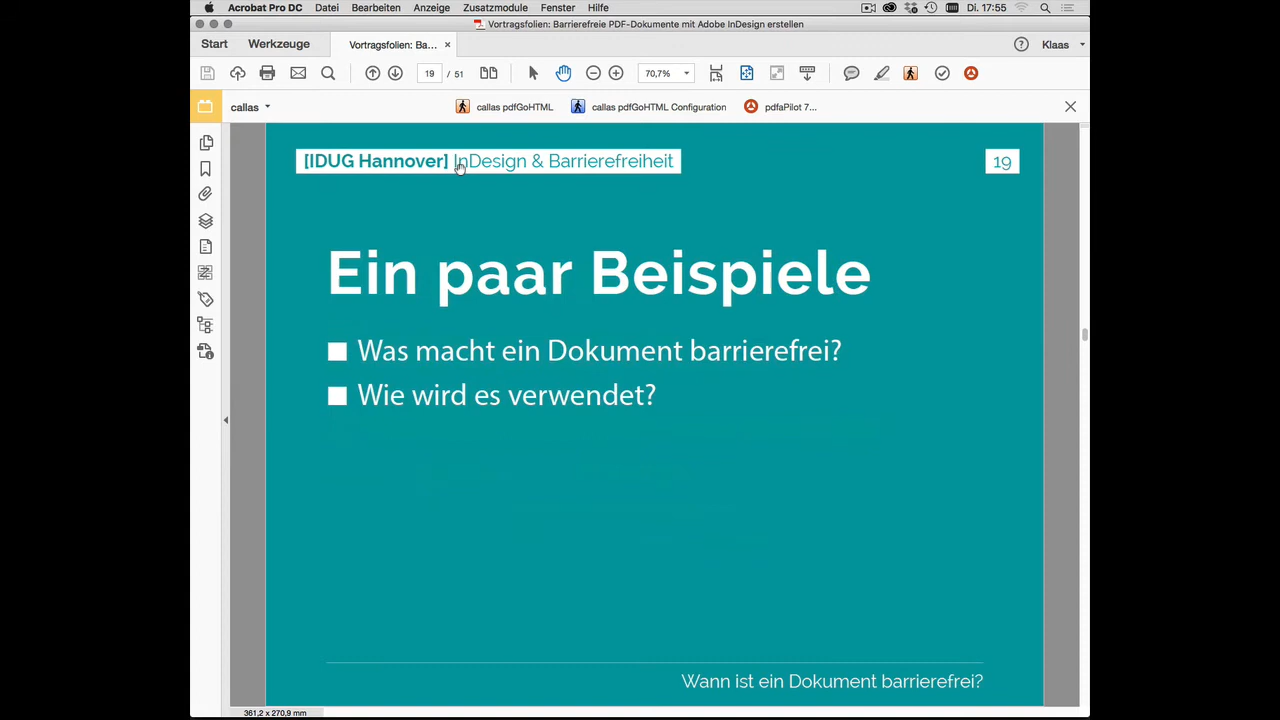 Acrobat Pro DC Datei Bearbeiten Anzeige Zusatzmodule Fenster Hilfe Di. 17:55
Vortragsfolien: Barrierefreie PDF-Dokumente mit Adobe InDesign erstellen
Start Werkzeuge Vortragsfolien: Ba... × Klaas
19 / 51 70,7%
callas callas pdfGoHTML callas pdfGoHTML Configuration pdfaPilot 7...
[IDUG Hannover] InDesign & Barrierefreiheit 19
Ein paar Beispiele
Was macht ein Dokument barrierefrei?
Wie wird es verwendet?
Wann ist ein Dokument barrierefrei?
361,2 x 270,9 mm